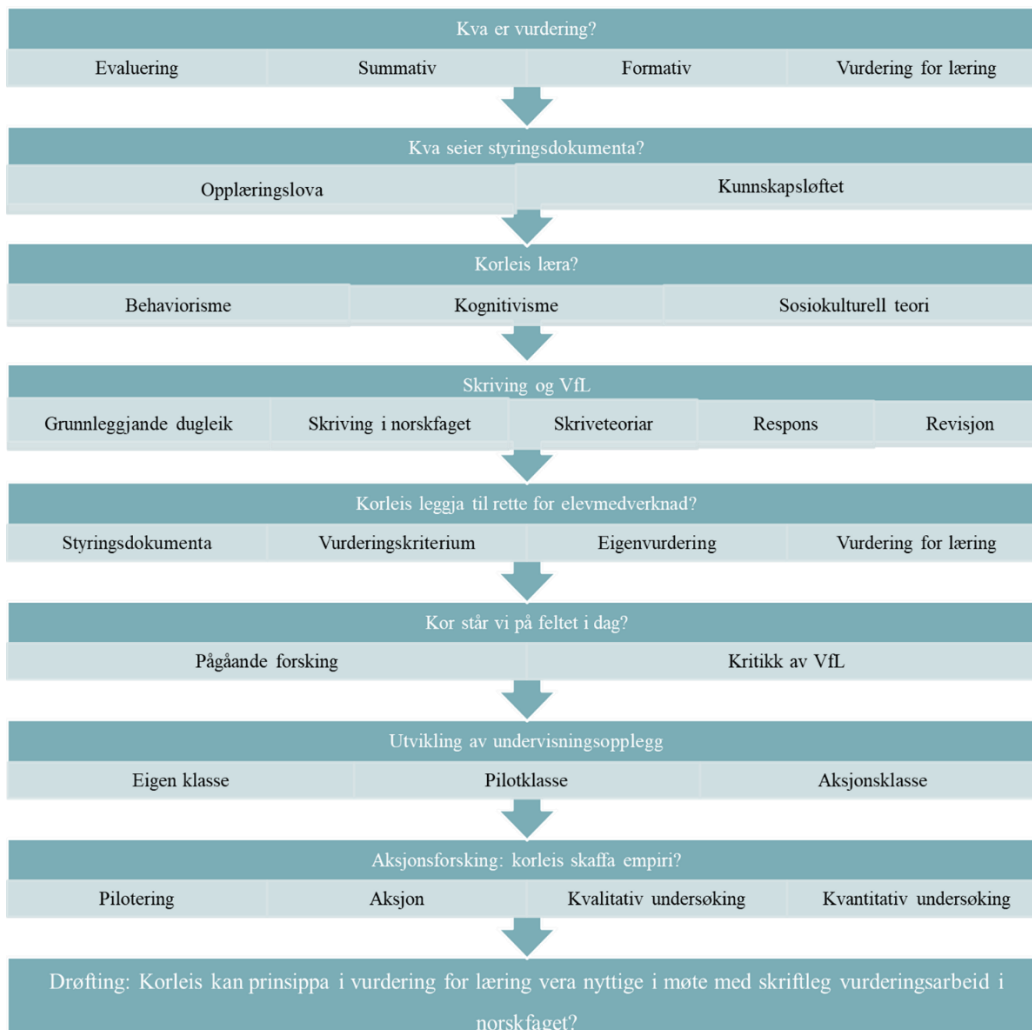 Kva er vurdering?
Evaluering Summativ Formativ Vurdering for læring
Kva seier styringsdokumenta?
Opplæringslova Kunnskapsløftet
Korleis læra?
Behaviorisme Kognitivisme Sosiokulturell teori
Skriving og VfL
Grunnleggjande dugleik Skriving i norskfaget Skriveteoriar Respons Revisjon
Korleis leggja til rette for elevmedverknad?
Styringsdokumenta Vurderingskriterium Eigenvurdering Vurdering for læring
Kor står vi på feltet i dag?
Pågåande forsking Kritikk av VfL
Utvikling av undervisningsopplegg
Eigen klasse Pilotklasse Aksjonsklasse
Aksjonsforsking: korleis skaffa empiri?
Pilotering Aksjon Kvalitativ undersøking Kvantitativ undersøking
Drøfting: Korleis kan prinsippa i vurdering for læring vera nyttige i møte med skriftleg vurderingsarbeid i
norskfaget?